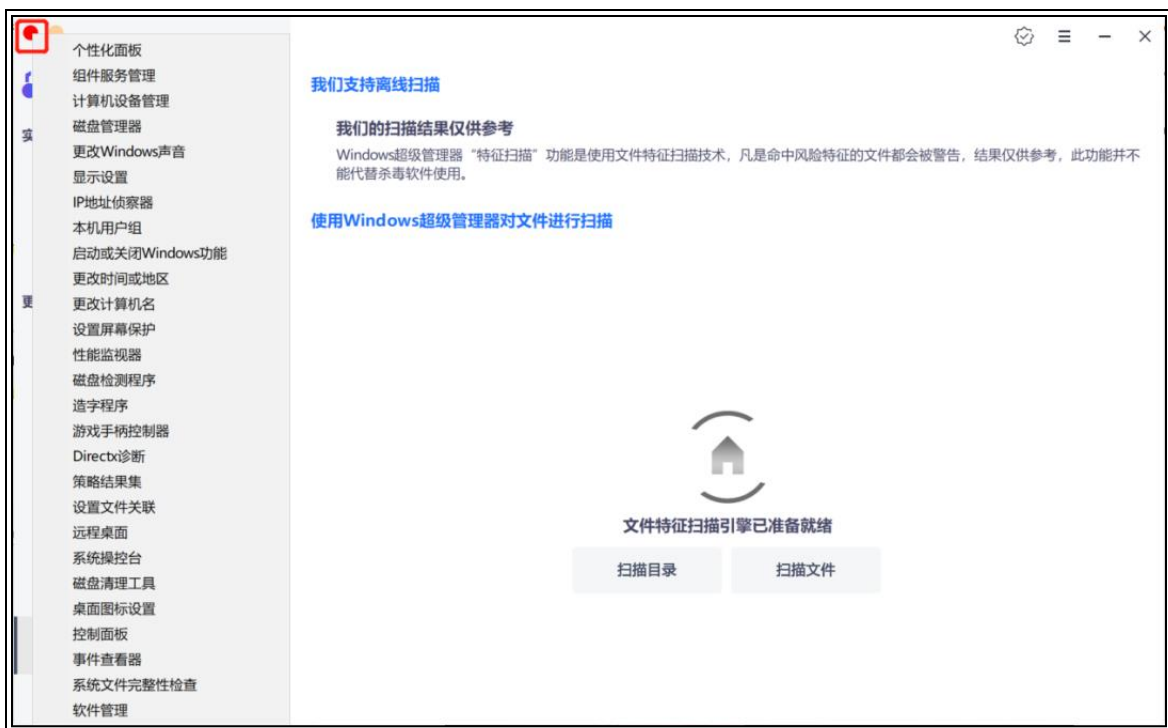 个性化面板
组件服务管理
计算机设备管理
磁盘管理器
更改Windows声音
显示设置
IP地址侦察器
本机用户组
启动或关闭Windows功能
更改时间或地区
更改计算机名
设置屏幕保护
性能监视器
磁盘检测程序
造字程序
游戏手柄控制器
Directx诊断
策略结果集
设置文件关联
远程桌面
系统操控台
磁盘清理工具
桌面图标设置
控制面板
事件查看器
系统文件完整性检查
软件管理
实
更
我们支持离线扫描
我们的扫描结果仅供参考
Windows超级管理器“特征扫描”功能是使用文件特征扫描技术，凡是命中风险特征的文件都会被警告，结果仅供参考，此功能并不
能代替杀毒软件使用。
使用Windows超级管理器对文件进行扫描
文件特征扫描引擎已准备就绪
扫描目录
扫描文件